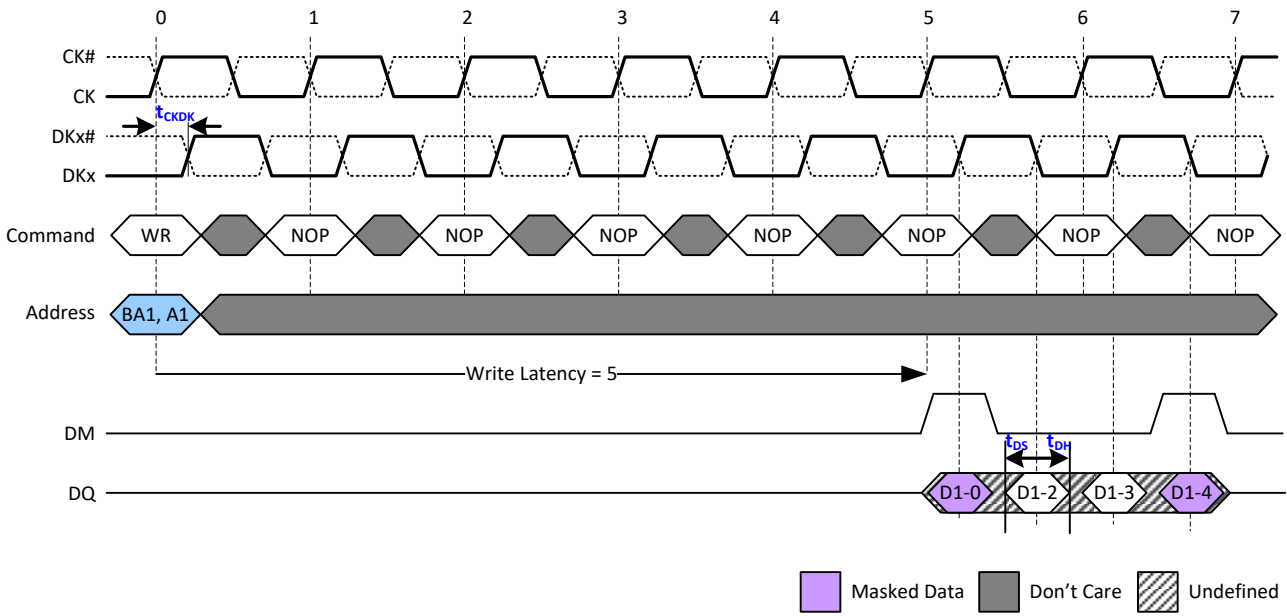 0 1 2 3 4 5 6 7
CK#
CK
tCKDK
DKx#
DKx
Command WR NOP NOP NOP NOP NOP NOP NOP
Address BA1, A1
Write Latency = 5
DM
tDS tDH
DQ D1-0 D1-2 D1-3 D1-4
Masked Data Don't Care Undefined